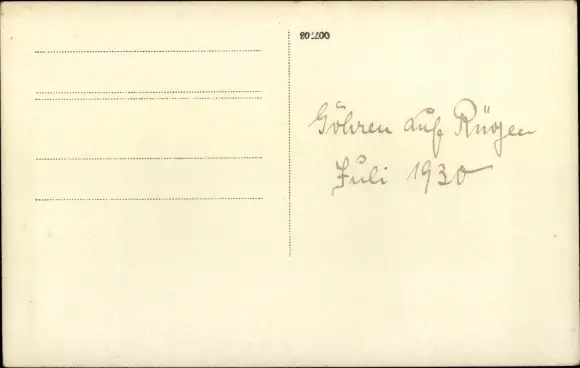 Göhren auf Rügen
Juli 1930